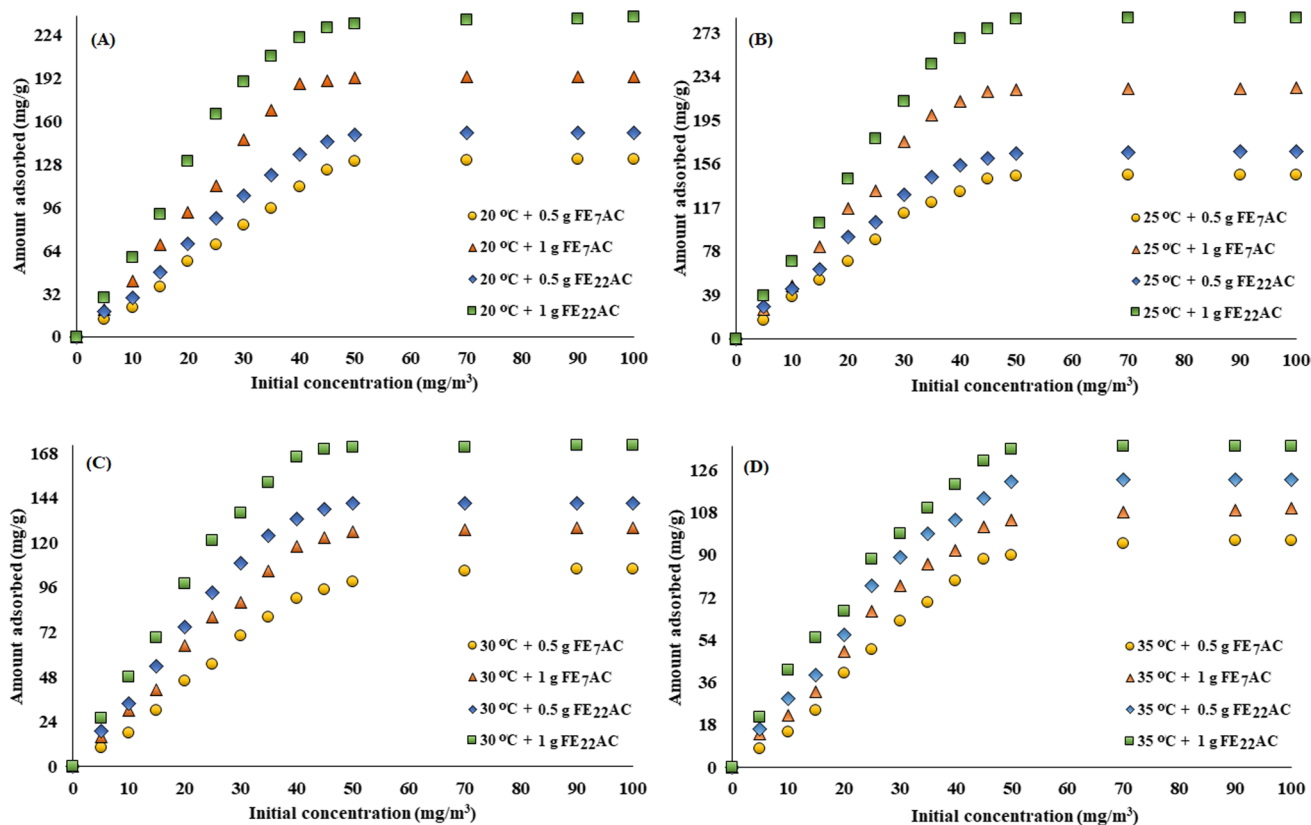 (A)
Amount adsorbed (mg/g)
224
192
160
128
96
64
32
0
20 ᴼC + 0.5 g FE₇AC
20 ᴼC + 1 g FE₇AC
20 ᴼC + 0.5 g FE₂₂AC
20 ᴼC + 1 g FE₂₂AC
0 10 20 30 40 50 60 70 80 90 100
Initial concentration (mg/m³)
(B)
Amount adsorbed (mg/g)
273
234
195
156
117
78
39
0
25 ᴼC + 0.5 g FE₇AC
25 ᴼC + 1 g FE₇AC
25 ᴼC + 0.5 g FE₂₂AC
25 ᴼC + 1 g FE₂₂AC
0 10 20 30 40 50 60 70 80 90 100
Initial concentration (mg/m³)
(C)
Amount adsorbed (mg/g)
168
144
120
96
72
48
24
0
30 ᴼC + 0.5 g FE₇AC
30 ᴼC + 1 g FE₇AC
30 ᴼC + 0.5 g FE₂₂AC
30 ᴼC + 1 g FE₂₂AC
0 10 20 30 40 50 60 70 80 90 100
Initial concentration (mg/m³)
(D)
Amount adsorbed (mg/g)
126
108
90
72
54
36
18
0
35 ᴼC + 0.5 g FE₇AC
35 ᴼC + 1 g FE₇AC
35 ᴼC + 0.5 g FE₂₂AC
35 ᴼC + 1 g FE₂₂AC
0 10 20 30 40 50 60 70 80 90 100
Initial concentration (mg/m³)